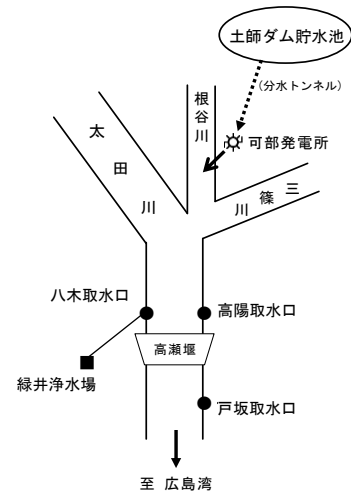 土師ダム貯水池
(分水トンネル)
根谷川
可部発電所
太田川
三篠川
八木取水口
高陽取水口
高瀬堰
緑井浄水場
戸坂取水口
至 広島湾